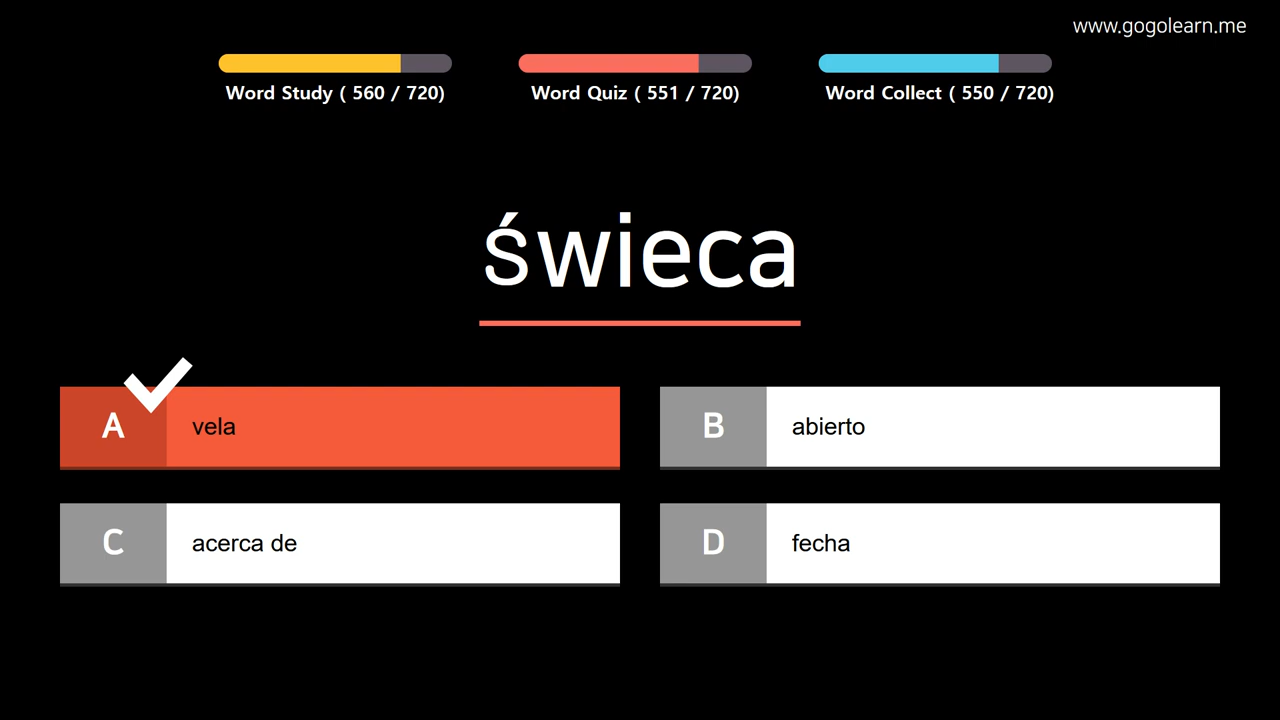 www.gogolearn.me
Word Study ( 560 / 720)
Word Quiz ( 551 / 720)
Word Collect ( 550 / 720)
świeca
A vela
B abierto
C acerca de
D fecha